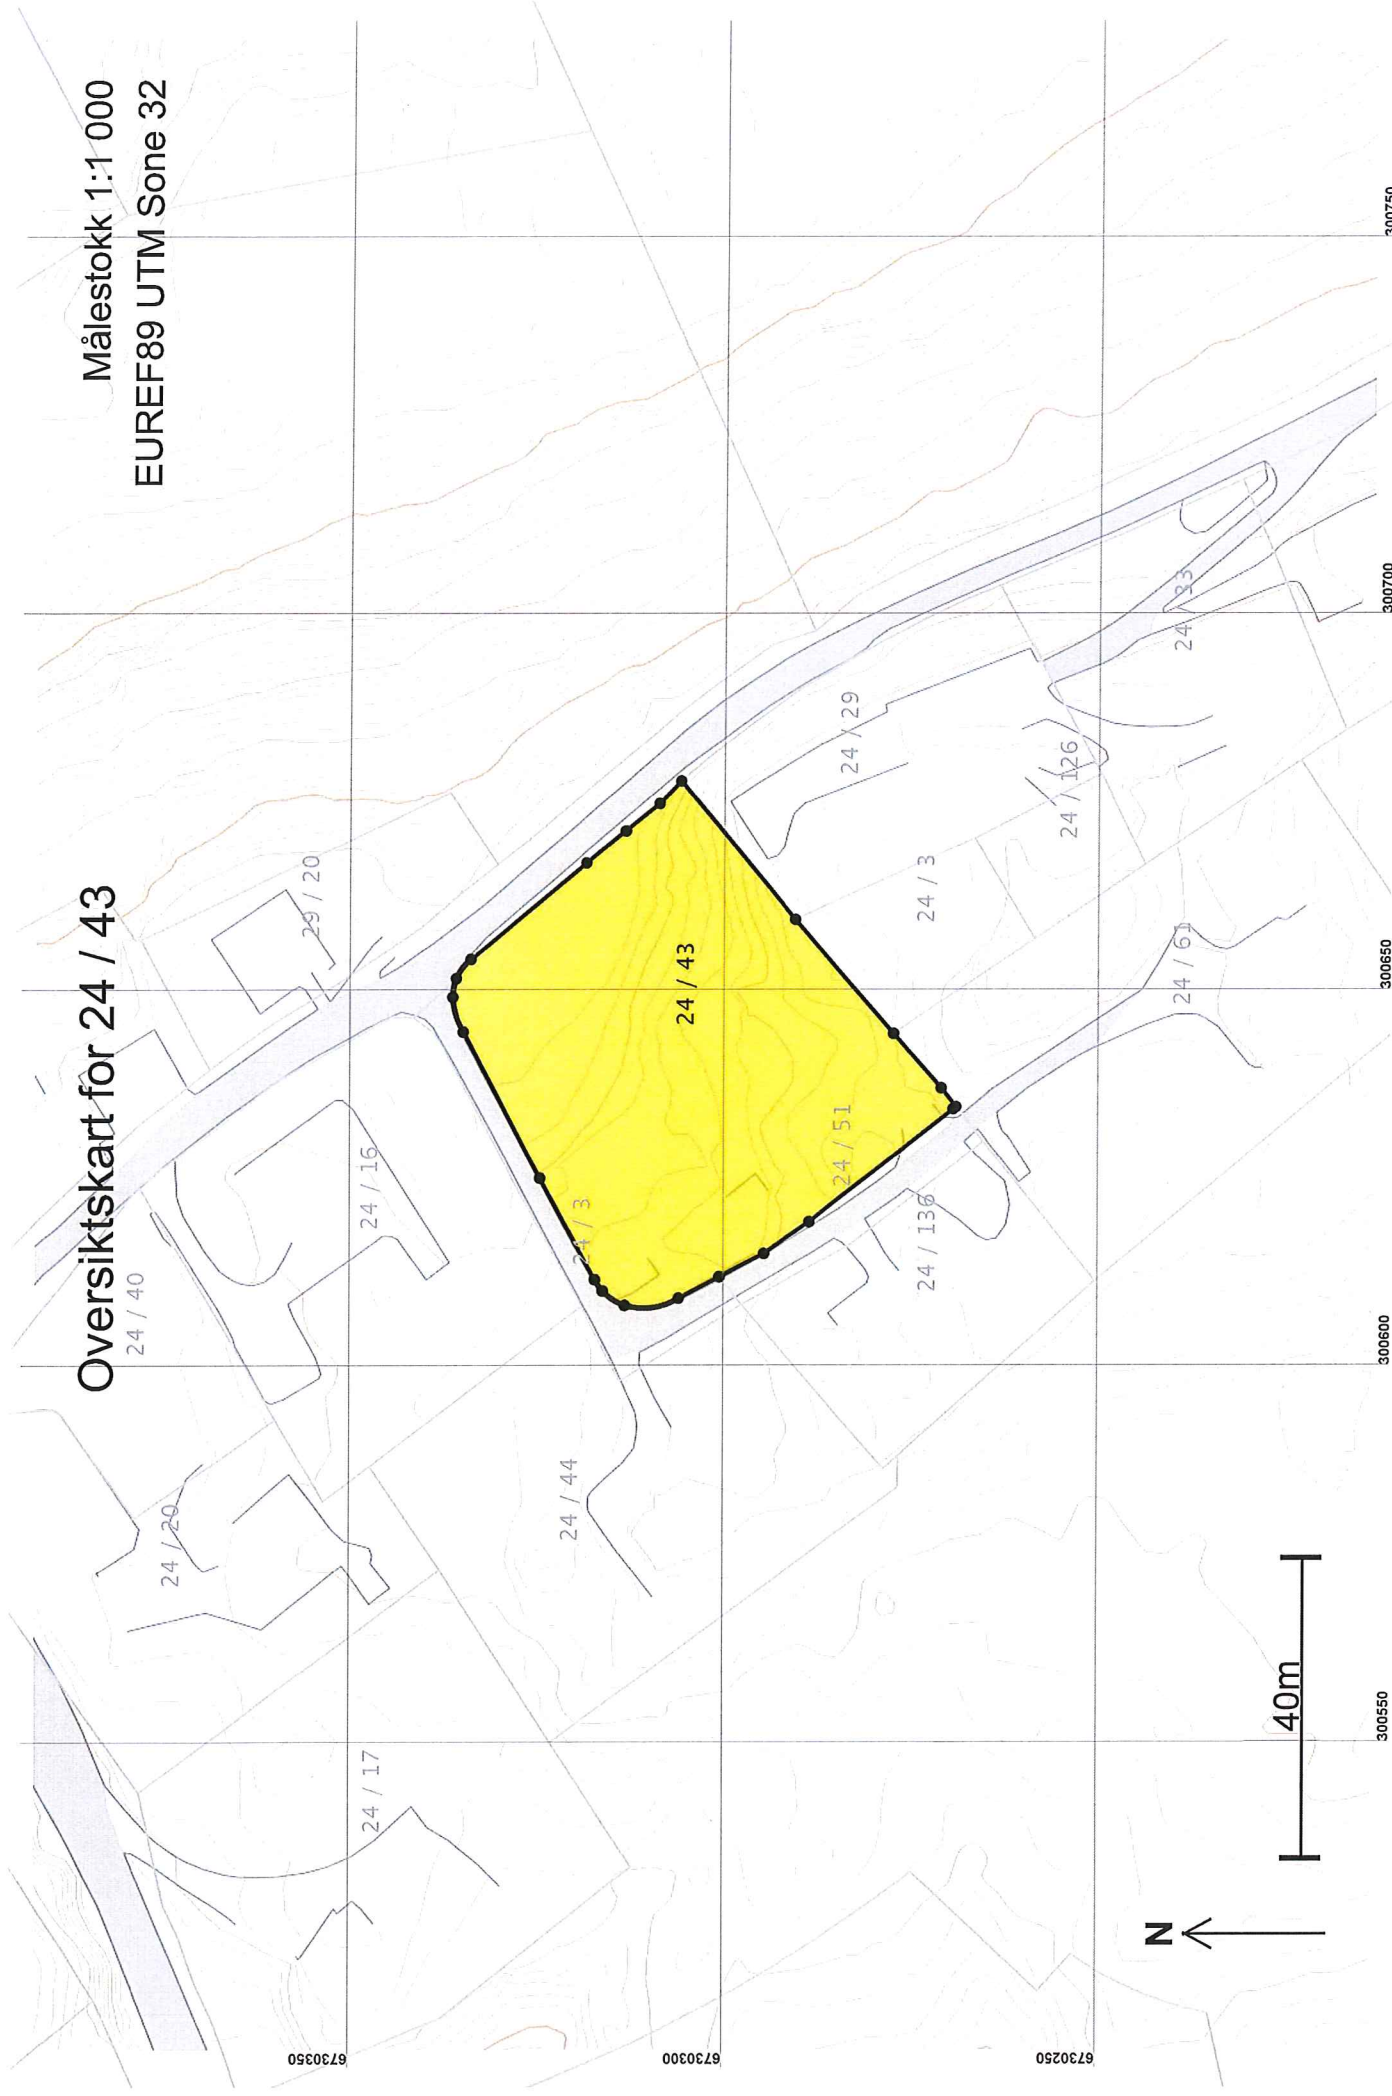 Oversiktskart for 24 / 43
Målestokk 1:1 000
EUREF89 UTM Sone 32
24 / 40
24 / 20
29 / 20
24 / 16
24 / 17
24 / 44
24 / 3
24 / 43
24 / 51
24 / 29
24 / 3
24 / 136
24 / 126
24 / 61
24 / 33
N
40m
6730350
6730300
6730250
300550
300600
300650
300700
300750